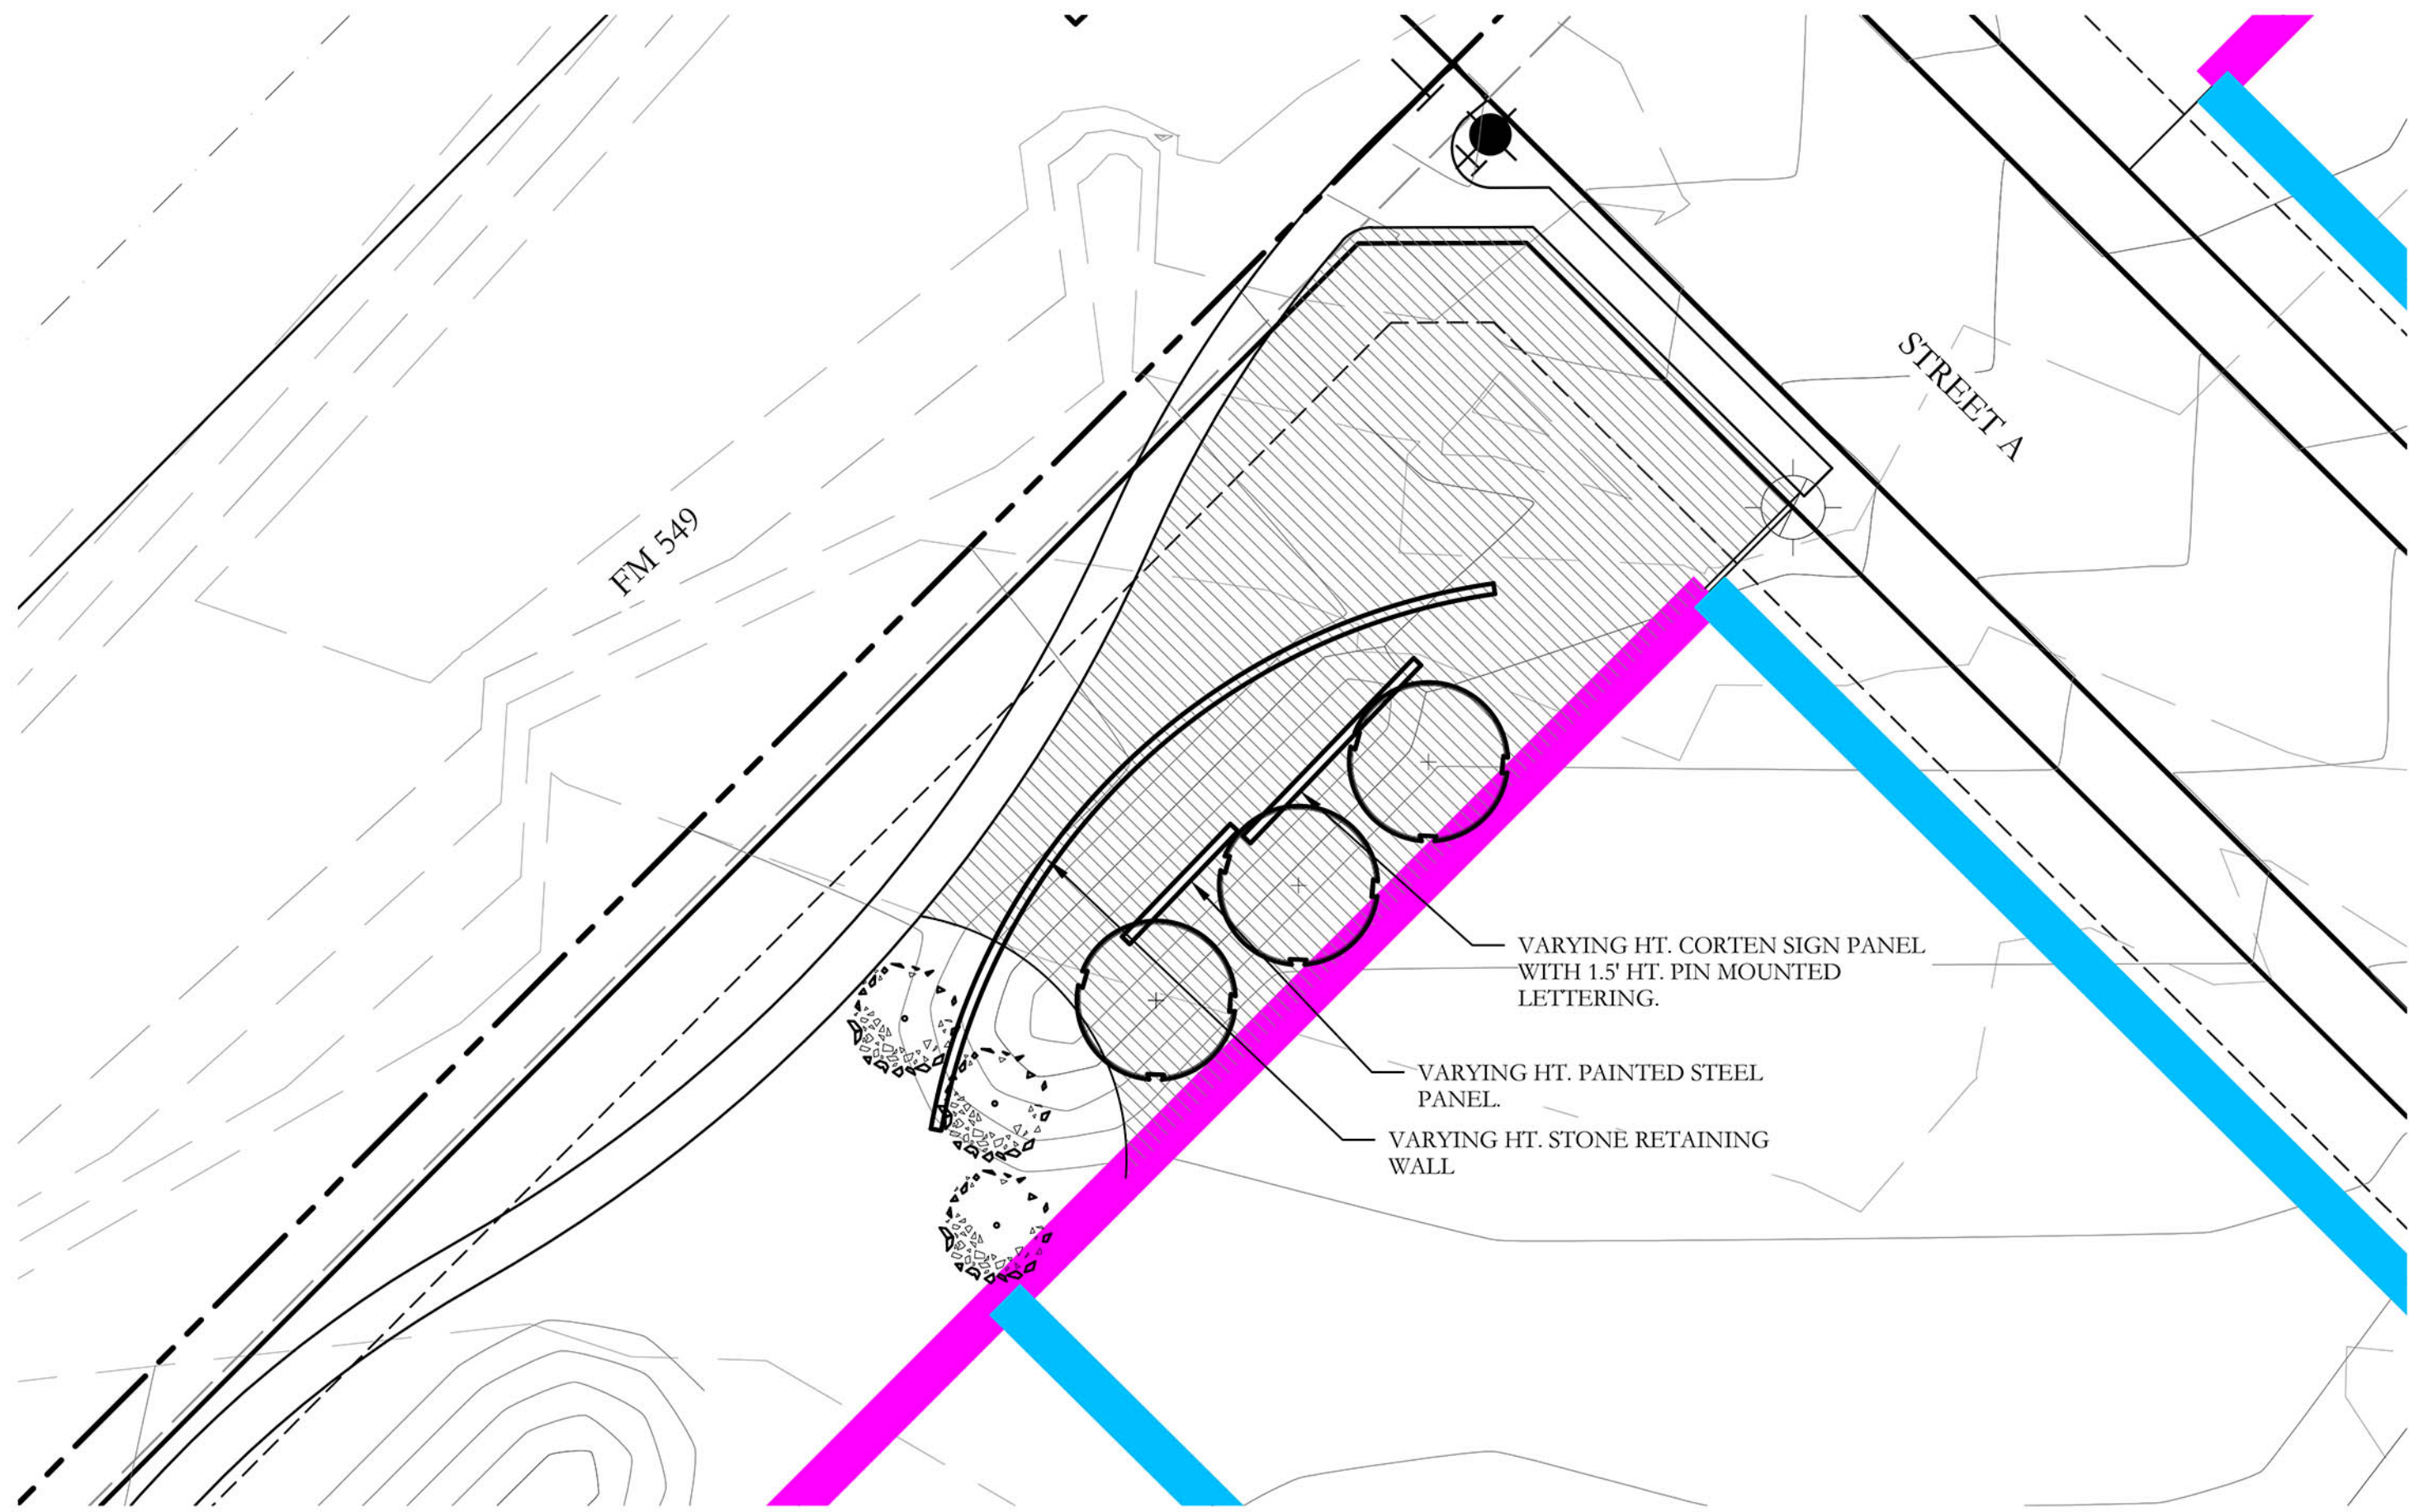 STREET A
FM 549
VARYING HT. CORTEN SIGN PANEL
WITH 1.5' HT. PIN MOUNTED
LETTERING.
VARYING HT. PAINTED STEEL
PANEL.
VARYING HT. STONE RETAINING
WALL